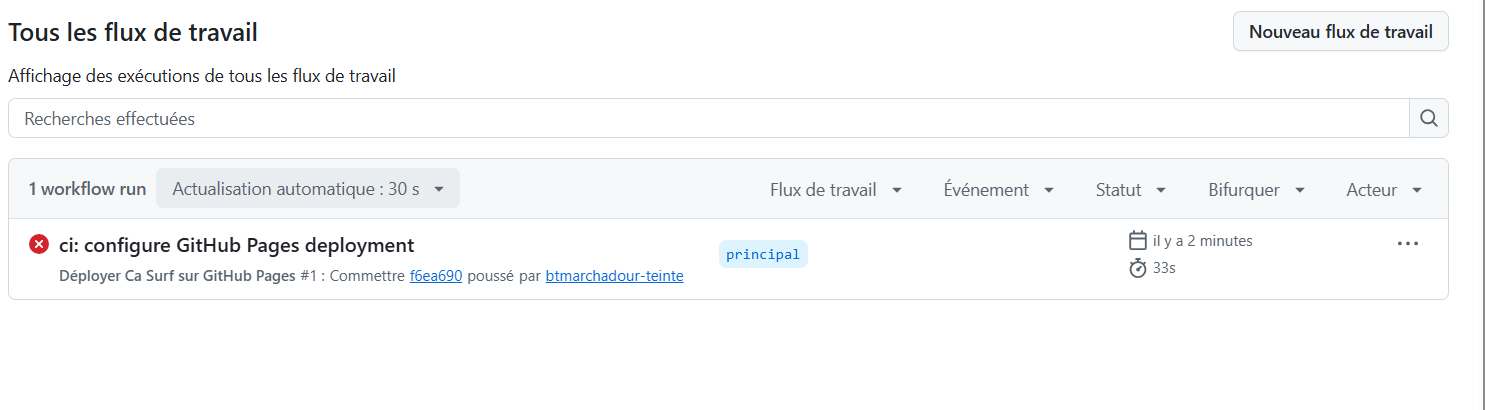 Tous les flux de travail
Nouveau flux de travail
Affichage des exécutions de tous les flux de travail
Recherches effectuées
1 workflow run Actualisation automatique : 30 s Flux de travail Événement Statut Bifurquer Acteur
ci: configure GitHub Pages deployment
principal
il y a 2 minutes
Déployer Ca Surf sur GitHub Pages #1 : Commettre f6ea690 poussé par btmarchadour-teinte
33s